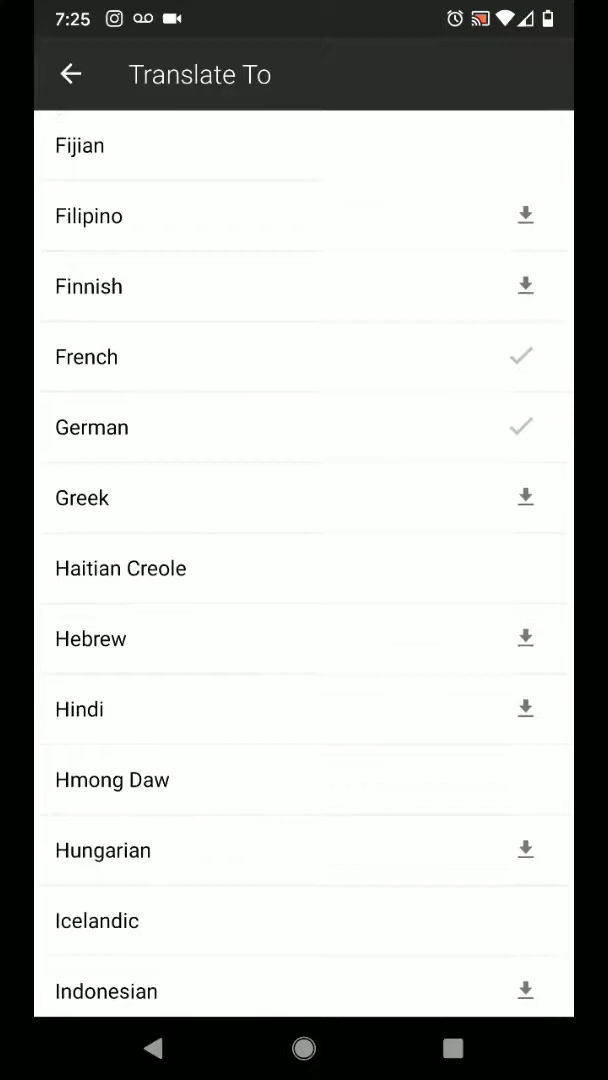 7:25
Translate To
Fijian
Filipino
Finnish
French
German
Greek
Haitian Creole
Hebrew
Hindi
Hmong Daw
Hungarian
Icelandic
Indonesian